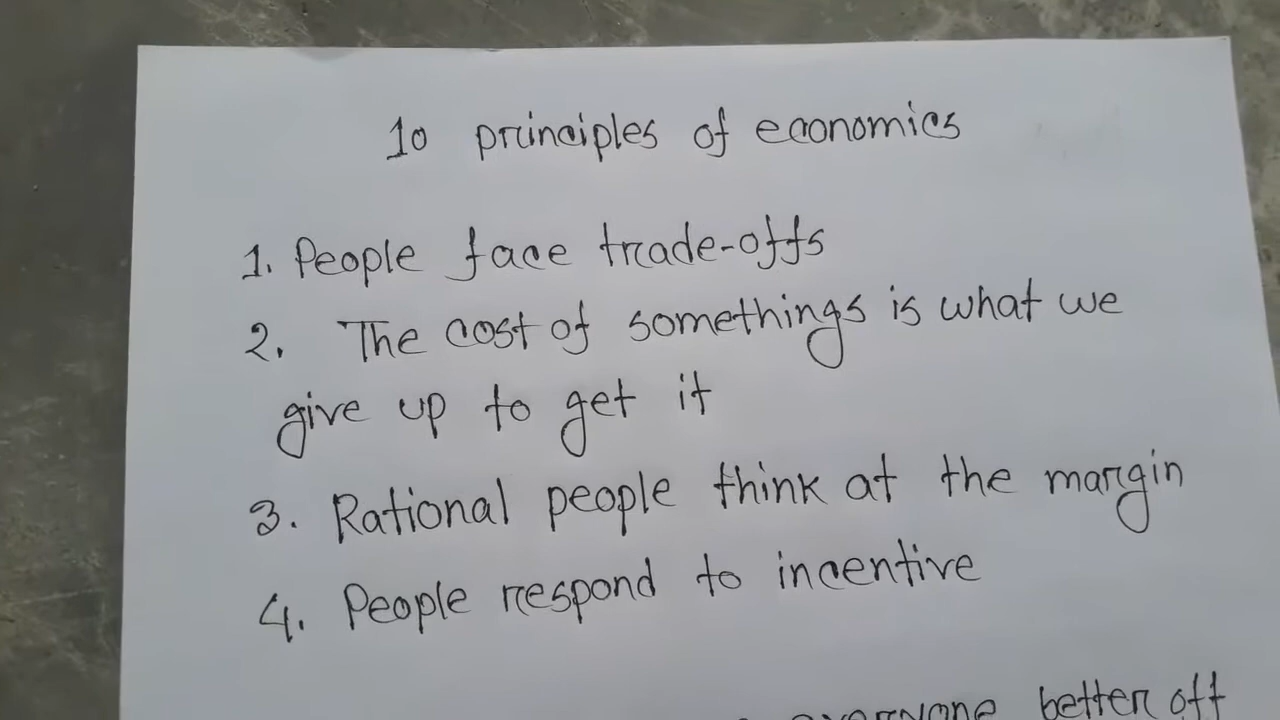 10 principles of economics
1. People face trade-offs
2. The cost of somethings is what we
give up to get it
3. Rational people think at the margin
4. People respond to incentive
everyone better off